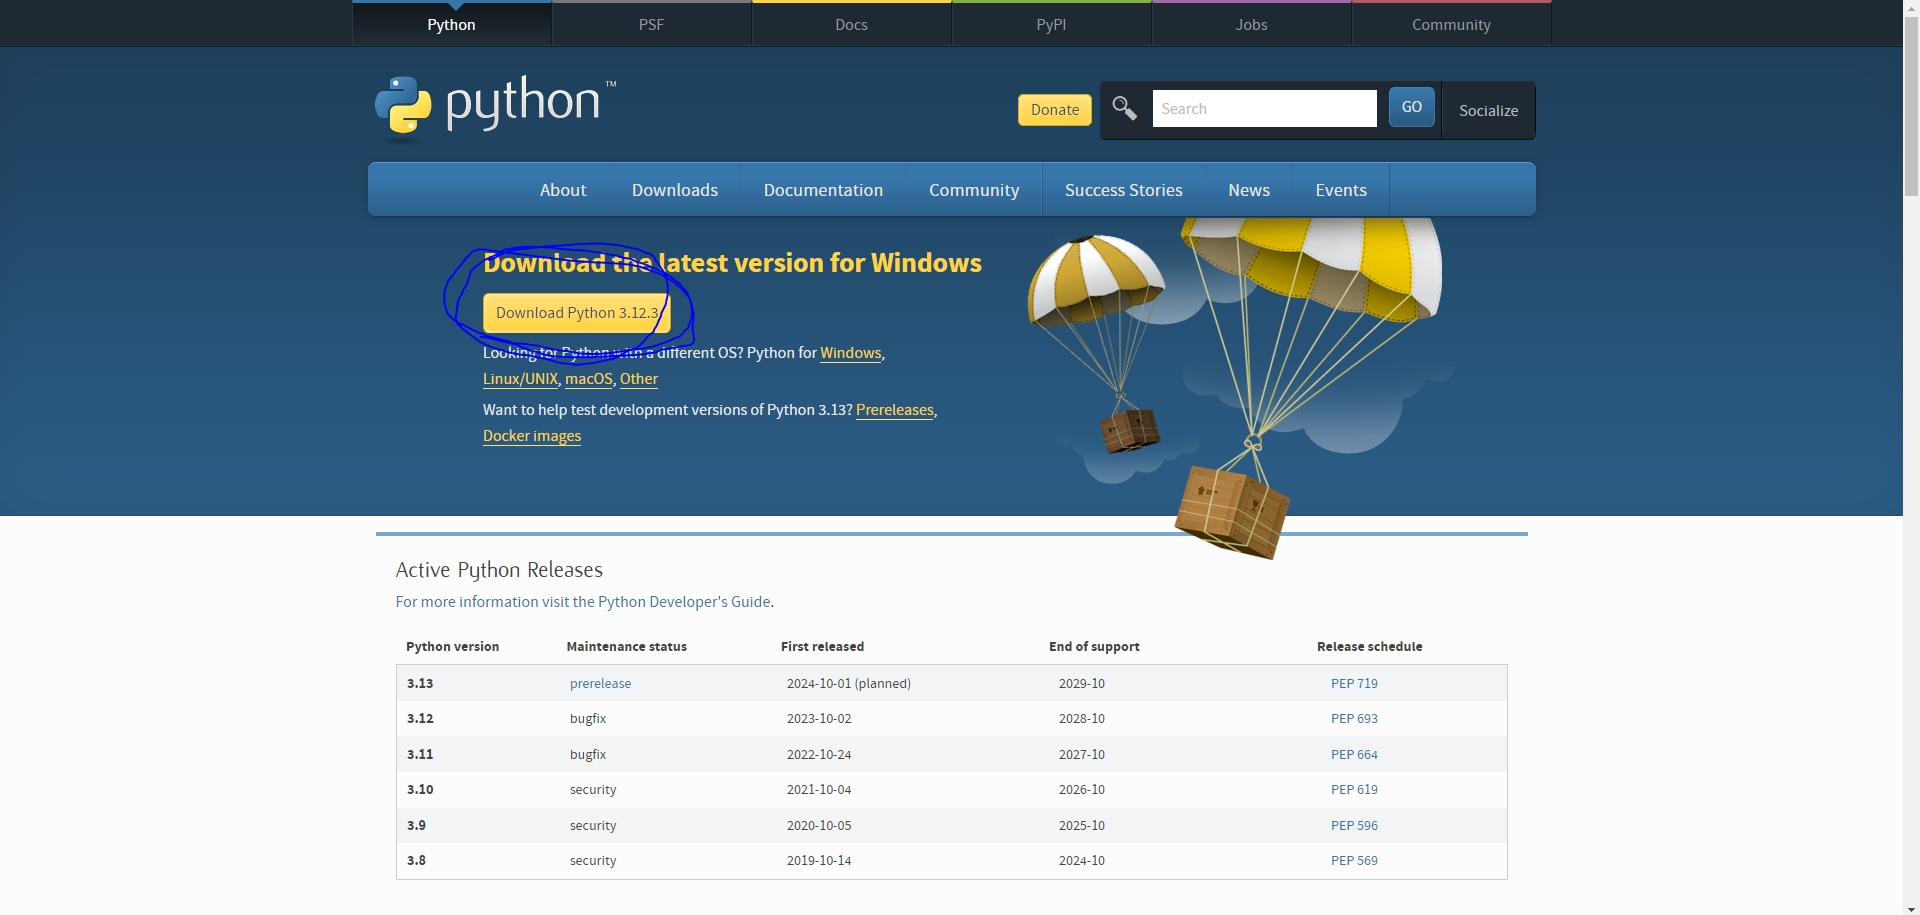 Python PSF Docs PyPI Jobs Community
python™
Donate Search GO Socialize
About Downloads Documentation Community Success Stories News Events
Download the latest version for Windows
Download Python 3.12.3
Looking for Python with a different OS? Python for Windows,
Linux/UNIX, macOS, Other
Want to help test development versions of Python 3.13? Prereleases,
Docker images
Active Python Releases
For more information visit the Python Developer's Guide.
Python version Maintenance status First released End of support Release schedule
3.13 prerelease 2024-10-01 (planned) 2029-10 PEP 719
3.12 bugfix 2023-10-02 2028-10 PEP 693
3.11 bugfix 2022-10-24 2027-10 PEP 664
3.10 security 2021-10-04 2026-10 PEP 619
3.9 security 2020-10-05 2025-10 PEP 596
3.8 security 2019-10-14 2024-10 PEP 569